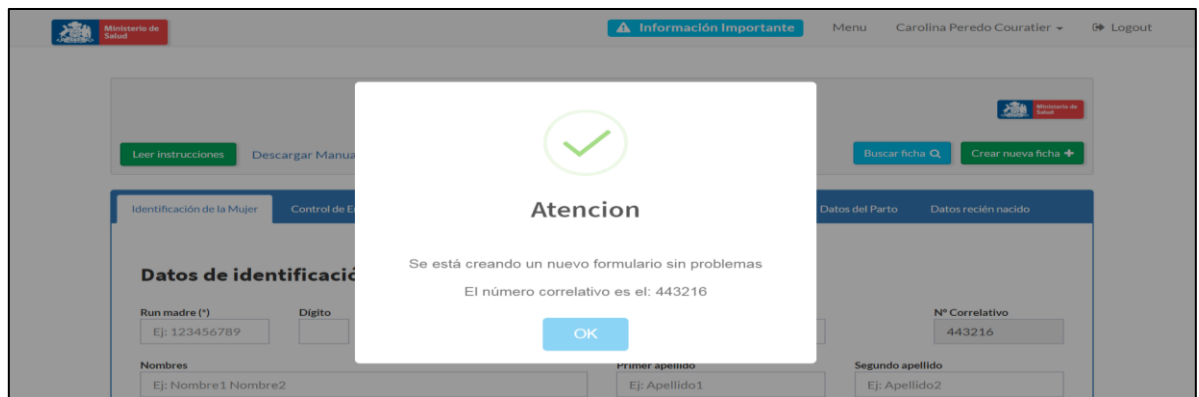 Ministerio de
Salud
Información Importante
Menu
Carolina Peredo Couratier
Logout
Ministerio de
Salud
Leer instrucciones
Descargar
Buscar ficha
Crear nueva ficha +
Identificación de la Mujer
Control de
Datos del Parto
Datos recién nacido
Atencion
Se está creando un nuevo formulario sin problemas
El número correlativo es el: 443216
OK
Datos de
Run madre (*)
Dígito
Nº Correlativo
Ej: 123456789
443216
Nombres
Primer apellido
Segundo apellido
Ej: Nombre1 Nombre2
Ej: Apellido1
Ej: Apellido2